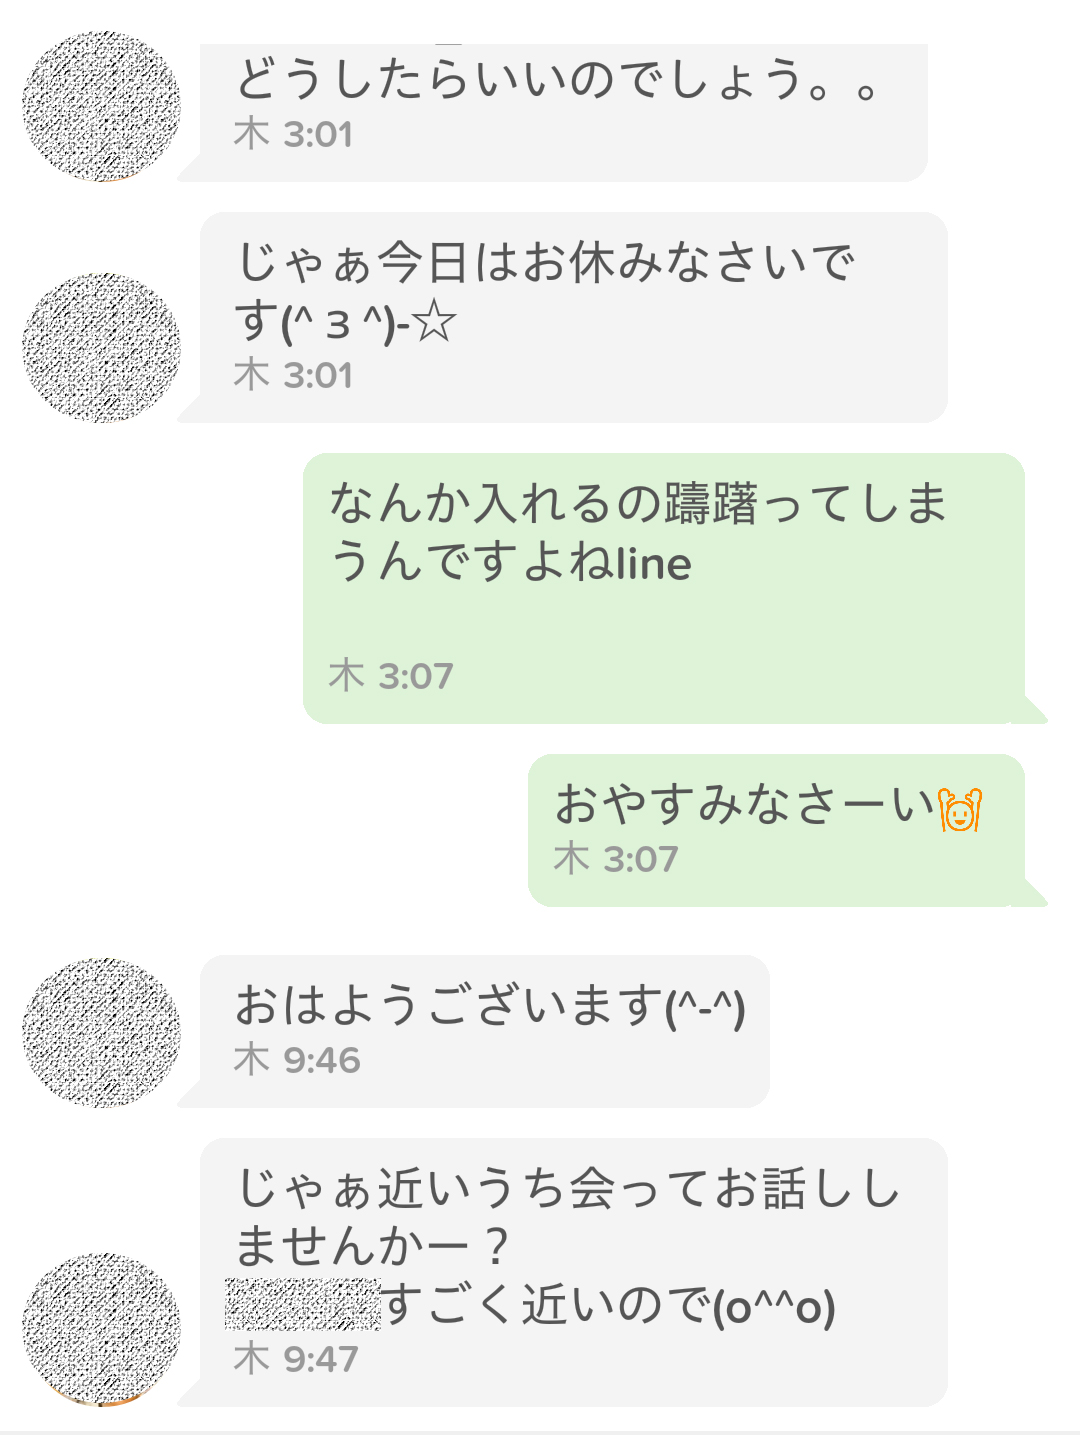 どうしたらいいのでしょう。。
木 3:01
じゃぁ今日はお休みなさいで
す(^ з ^)-☆
木 3:01
なんか入れるの躊躇ってしま
うんですよねline
木 3:07
おやすみなさーい🙌
木 3:07
おはようございます(^-^)
木 9:46
じゃぁ近いうち会ってお話しし
ませんかー？
すごく近いので(o^^o)
木 9:47